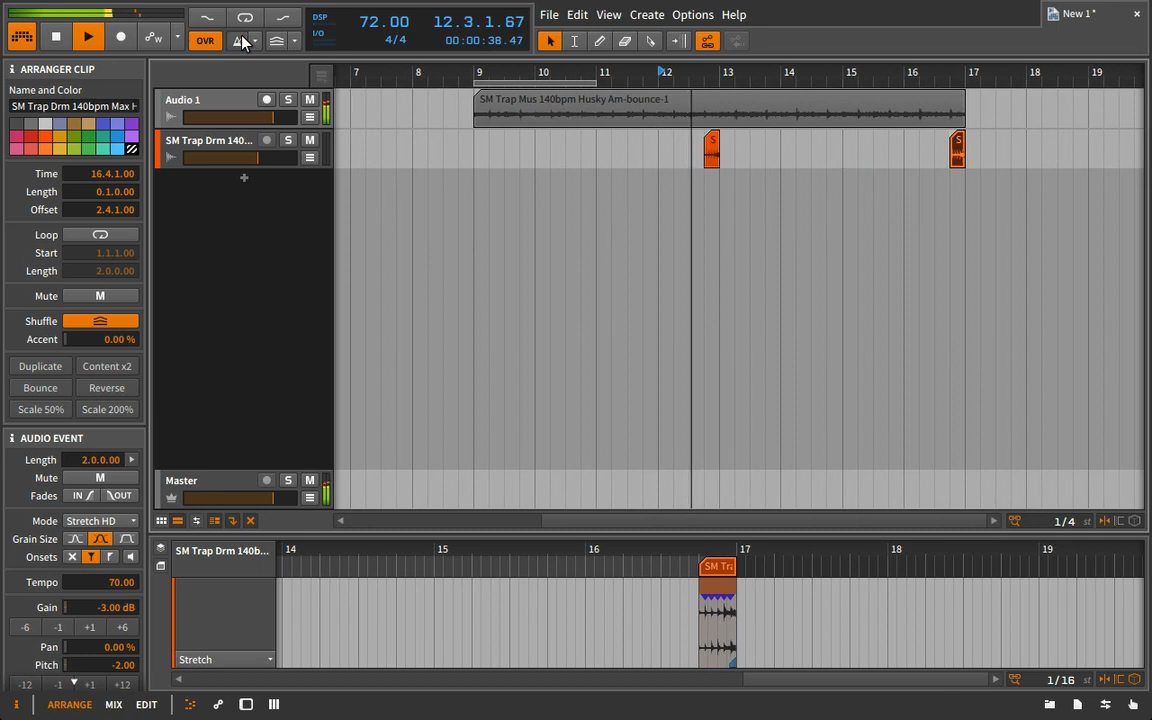 DSP
I/O
72.00
12.3.1.67
4/4
00:00:38.47
OVR
W
File Edit View Create Options Help
New 1*
×
ARRANGER CLIP
Name and Color
SM Trap Drm 140bpm Max H
Time 16.4.1.00
Length 0.1.0.00
Offset 2.4.1.00
Loop
Start 1.1.1.00
Length 2.0.0.00
Mute M
Shuffle
Accent 0.00 %
Duplicate Content x2
Bounce Reverse
Scale 50% Scale 200%
AUDIO EVENT
Length 2.0.0.00
Mute M
Fades IN OUT
Mode Stretch HD
Grain Size
Onsets
Tempo 70.00
Gain -3.00 dB
-6 -1 +1 +6
Pan 0.00 %
Pitch -2.00
-12 -1 +1 +12
7 8 9 10 11 12 13 14 15 16 17 18 19
Audio 1 S M
SM Trap Mus 140bpm Husky Am-bounce-1
SM Trap Drm 140... S M
S
S
+
Master S M
1/4 st
SM Trap Drm 140b...
14 15 16 17 18 19
SM Tra
Stretch
1/16 st
i ARRANGE MIX EDIT